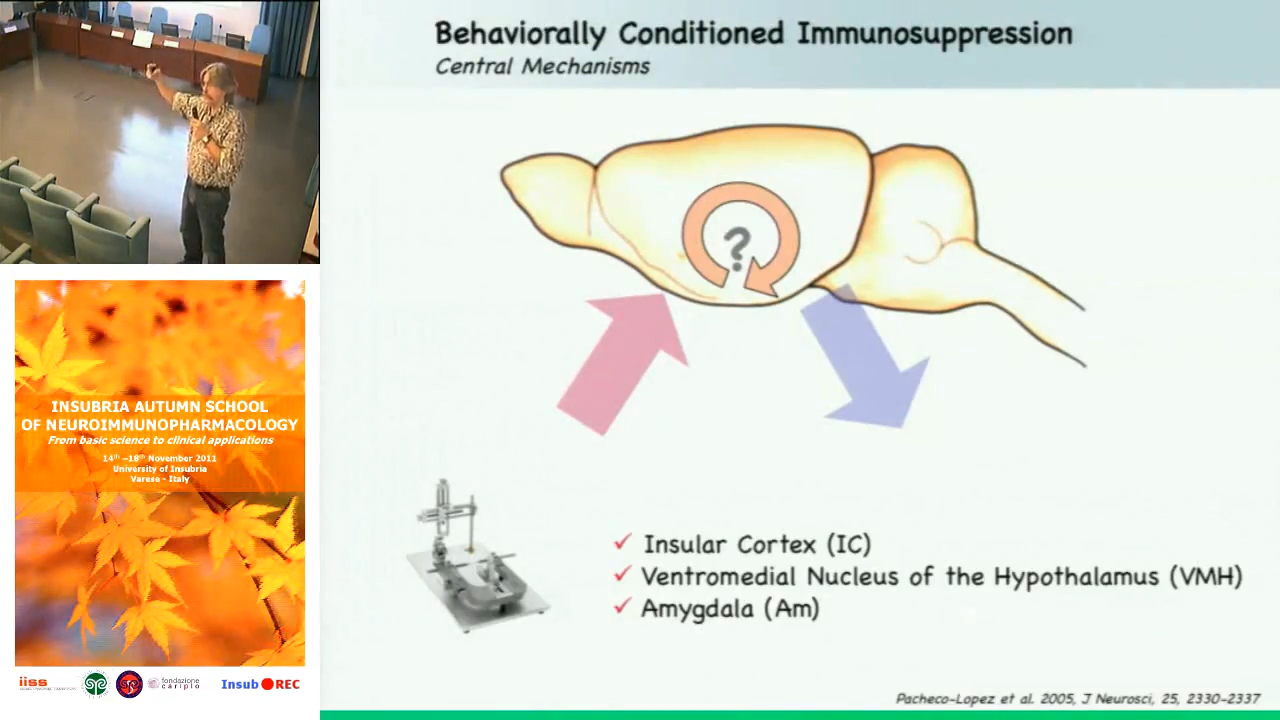 Behaviorally Conditioned Immunosuppression
Central Mechanisms
?
INSUBRIA AUTUMN SCHOOL
OF NEUROIMMUNOPHARMACOLOGY
From basic science to clinical applications
14th –18th November 2011
University of Insubria
Varese - Italy
✓ Insular Cortex (IC)
✓ Ventromedial Nucleus of the Hypothalamus (VMH)
✓ Amygdala (Am)
iiss
fondazione
cariplo
Insub REC
Pacheco-Lopez et al. 2005, J Neurosci, 25, 2330-2337